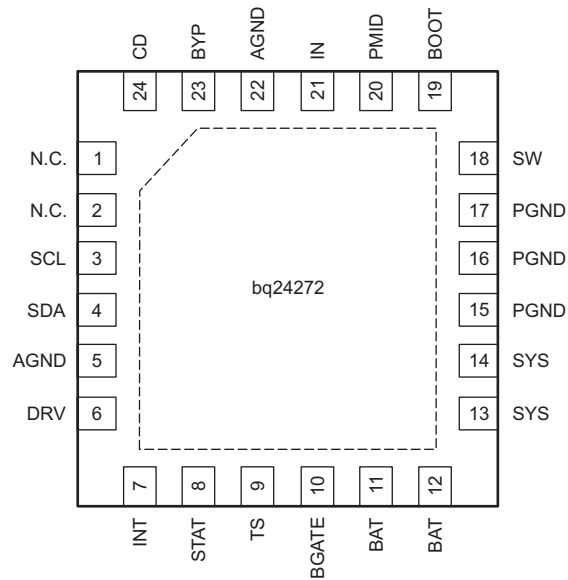 CD BYP AGND IN PMID BOOT
24 23 22 21 20 19
N.C. 1 18 SW
N.C. 2 17 PGND
SCL 3 16 PGND
bq24272
SDA 4 15 PGND
AGND 5 14 SYS
DRV 6 13 SYS
7 8 9 10 11 12
INT STAT TS BGATE BAT BAT